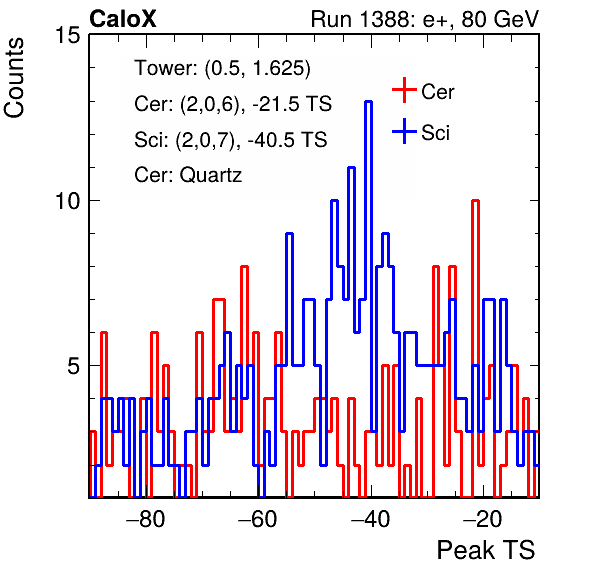 CaloX Run 1388: e+, 80 GeV
Counts
15
10
5
Tower: (0.5, 1.625)
Cer: (2,0,6), -21.5 TS
Sci: (2,0,7), -40.5 TS
Cer: Quartz
Cer
Sci
−80 −60 −40 −20
Peak TS